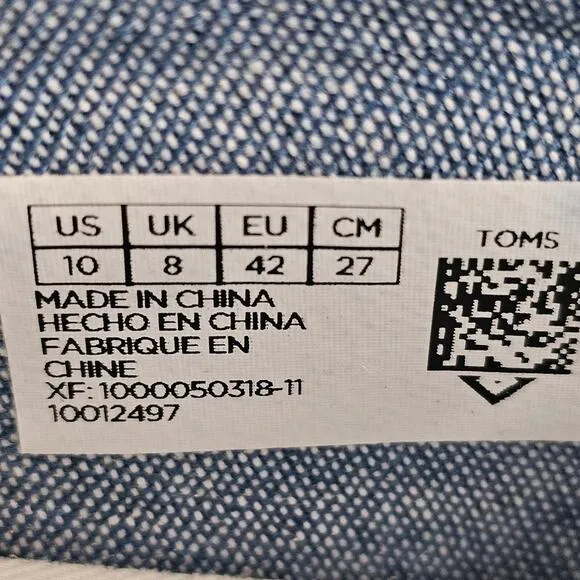 US UK EU CM
10 8 42 27
TOMS
MADE IN CHINA
HECHO EN CHINA
FABRIQUE EN
CHINE
XF: 1000050318-11
10012497